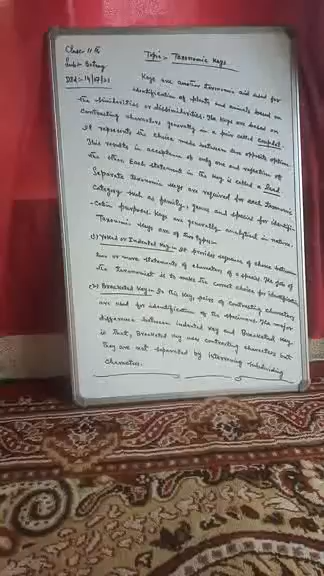 Class- 11th
Topic:- Taxonomic Keys
Sub:- Botany
Dt:- 14/07/21
Keys are another taxonomic aid used for
identification of plants and animals based on
the similarities or dissimilarities. The keys are based on
contrasting characters generally in a pair called Couplet.
It represents the choice made between two opposite options.
This results in acceptance of only one and rejection of
the other. Each statement in the key is called a Lead.
Separate taxonomic keys are required for each taxonomic
category such as family, genus and species for identifi-
-cation purposes. Keys are generally analytical in nature.
Taxonomic keys are of two types:-
(1) Yoked or Indented Key:- It provides sequence of choice between
two or more statements of characters of a species. The job of
the taxonomist is to make the correct choice for identification.
(2) Bracketed Key:- In this key pairs of contrasting characters
are used for identification of the specimens. The major
difference between indented key and Bracketed key
is that, Bracketed key uses contrasting characters but
they are not separated by intervening subdividing
characters.